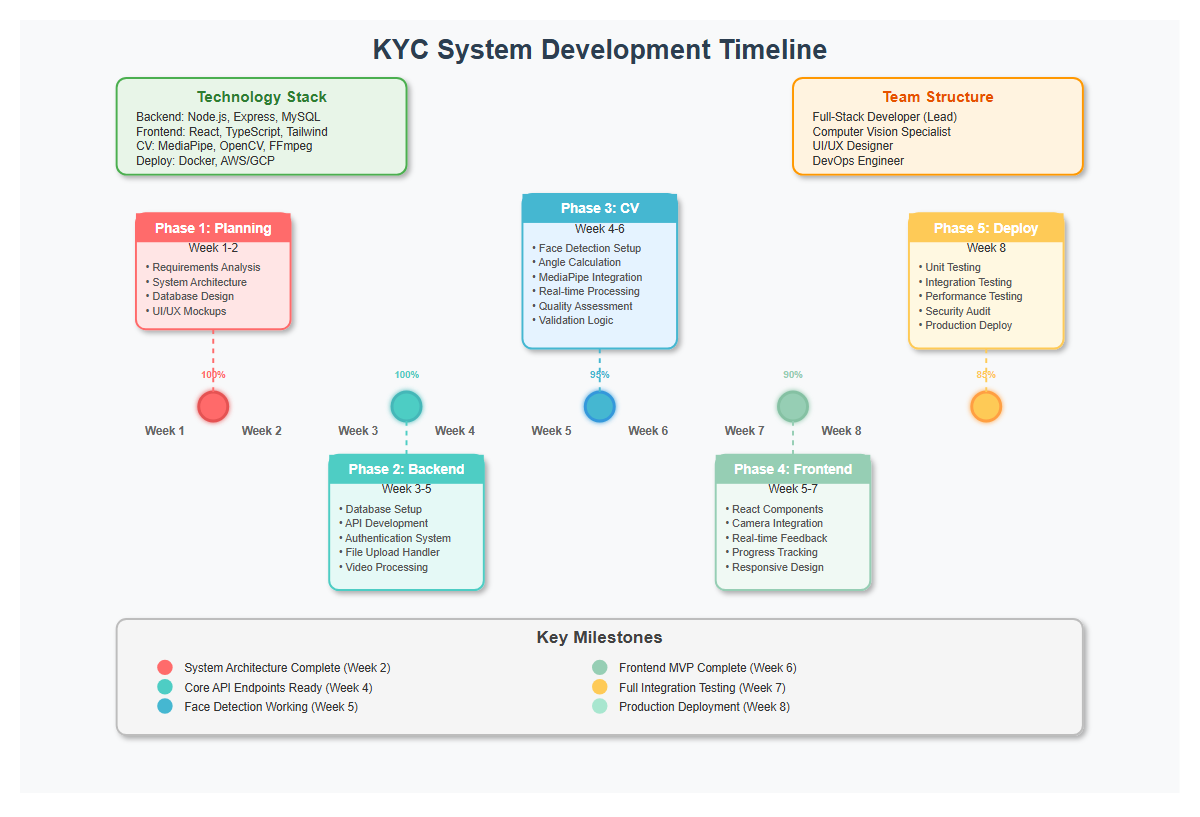 KYC System Development Timeline
Technology Stack
Backend: Node.js, Express, MySQL
Frontend: React, TypeScript, Tailwind
CV: MediaPipe, OpenCV, FFmpeg
Deploy: Docker, AWS/GCP
Team Structure
Full-Stack Developer (Lead)
Computer Vision Specialist
UI/UX Designer
DevOps Engineer
Phase 1: Planning
Week 1-2
• Requirements Analysis
• System Architecture
• Database Design
• UI/UX Mockups
Phase 3: CV
Week 4-6
• Face Detection Setup
• Angle Calculation
• MediaPipe Integration
• Real-time Processing
• Quality Assessment
• Validation Logic
Phase 5: Deploy
Week 8
• Unit Testing
• Integration Testing
• Performance Testing
• Security Audit
• Production Deploy
100%
100%
95%
90%
85%
Week 1
Week 2
Week 3
Week 4
Week 5
Week 6
Week 7
Week 8
Phase 2: Backend
Week 3-5
• Database Setup
• API Development
• Authentication System
• File Upload Handler
• Video Processing
Phase 4: Frontend
Week 5-7
• React Components
• Camera Integration
• Real-time Feedback
• Progress Tracking
• Responsive Design
Key Milestones
System Architecture Complete (Week 2)
Core API Endpoints Ready (Week 4)
Face Detection Working (Week 5)
Frontend MVP Complete (Week 6)
Full Integration Testing (Week 7)
Production Deployment (Week 8)